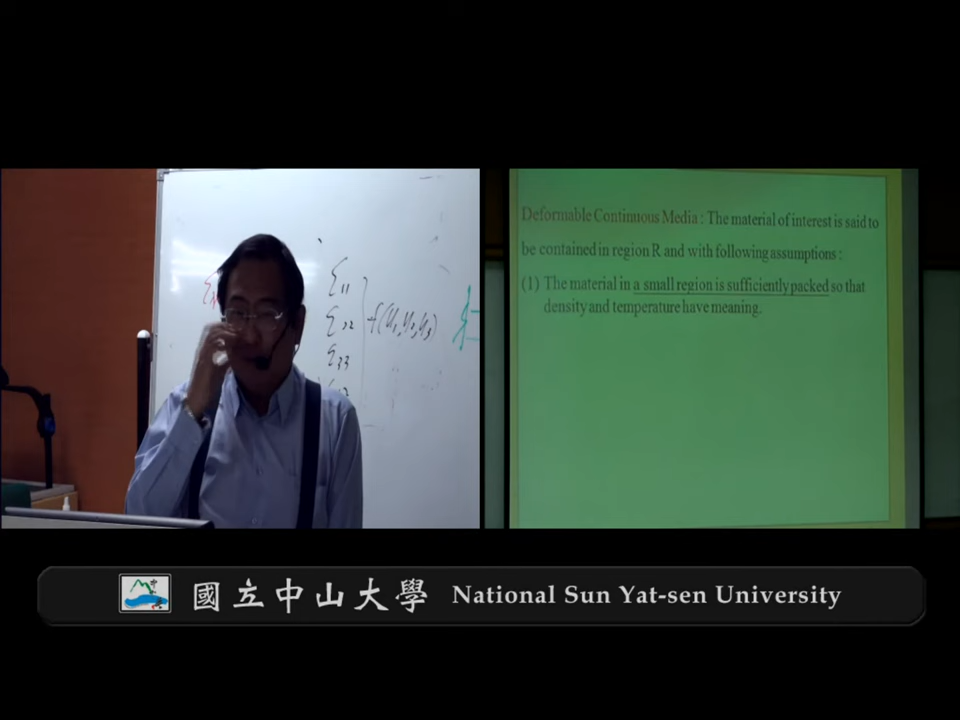 ε11
ε22
ε33
f(u1,u2,u3)
Deformable Continuous Media : The material of interest is said to
be contained in region R and with following assumptions :
(1) The material in a small region is sufficiently packed so that
density and temperature have meaning.
國立中山大學 National Sun Yat-sen University